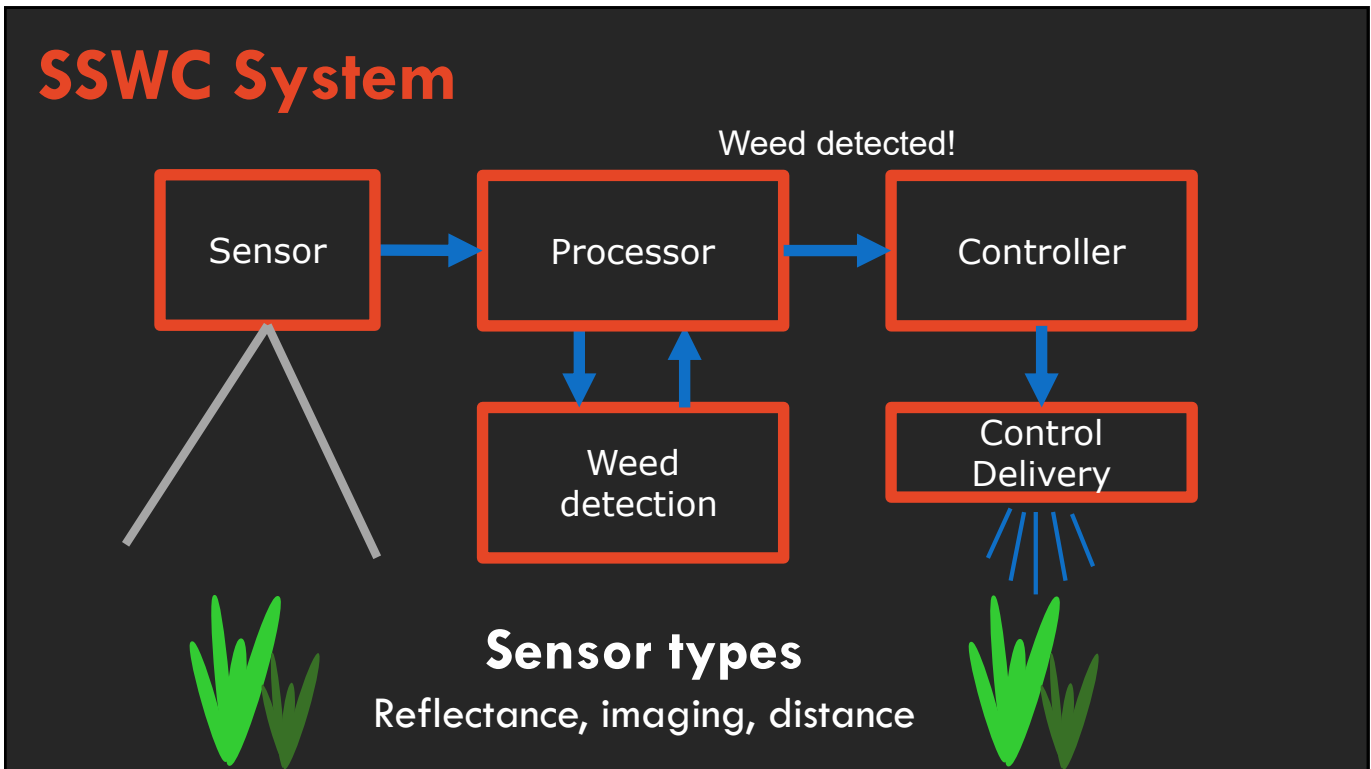 SSWC System
Weed detected!
Sensor
Processor
Controller
Weed
detection
Control
Delivery
Sensor types
Reflectance, imaging, distance